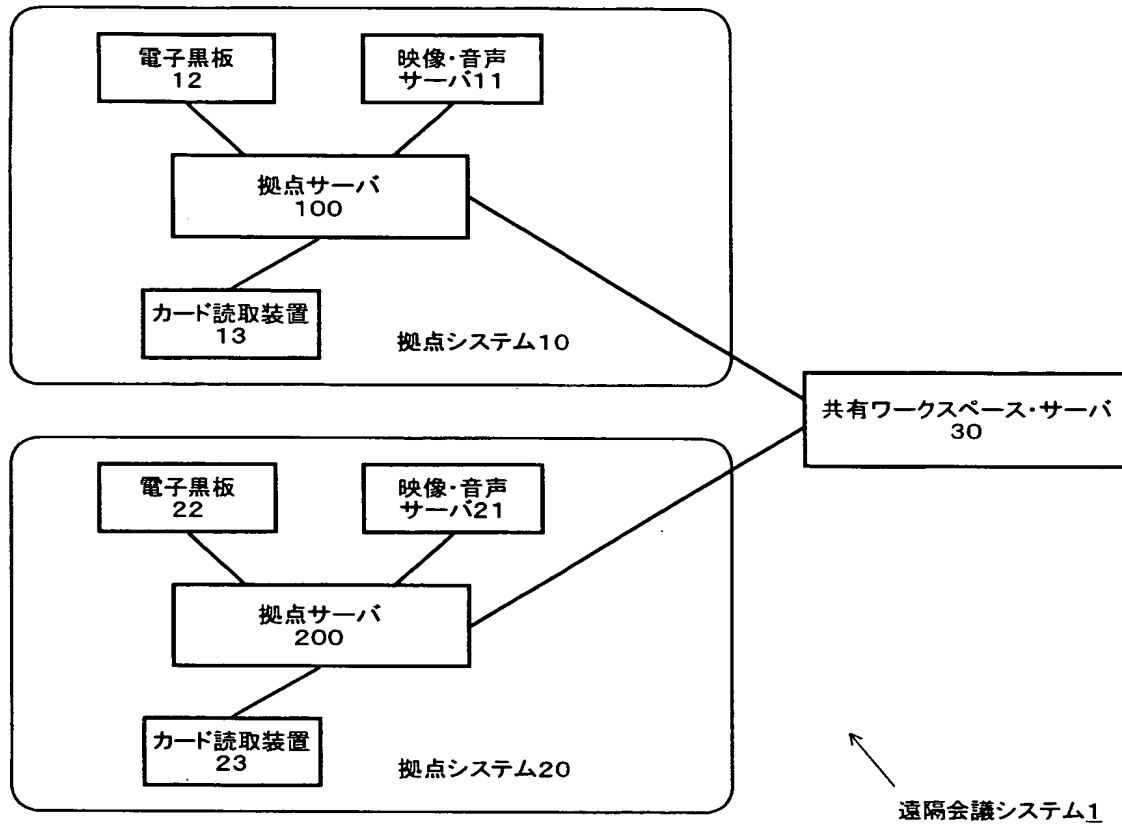 電子黒板
12
映像・音声
サーバ11
拠点サーバ
100
カード読取装置
13
拠点システム10
共有ワークスペース・サーバ
30
電子黒板
22
映像・音声
サーバ21
拠点サーバ
200
カード読取装置
23
拠点システム20
遠隔会議システム1